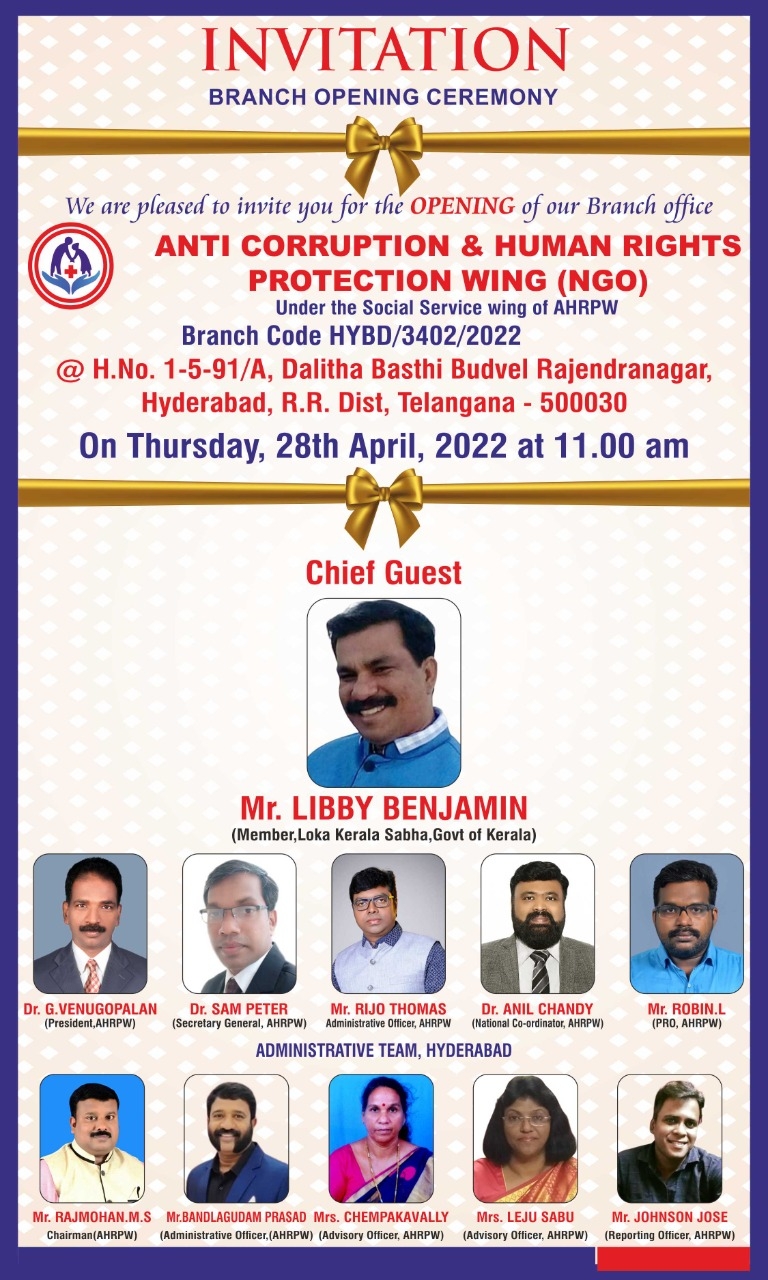 INVITATION
BRANCH OPENING CEREMONY
We are pleased to invite you for the OPENING of our Branch office
ANTI CORRUPTION & HUMAN RIGHTS
PROTECTION WING (NGO)
Under the Social Service wing of AHRPW
Branch Code HYBD/3402/2022
@ H.No. 1-5-91/A, Dalitha Basthi Budvel Rajendranagar,
Hyderabad, R.R. Dist, Telangana - 500030
On Thursday, 28th April, 2022 at 11.00 am
Chief Guest
Mr. LIBBY BENJAMIN
(Member,Loka Kerala Sabha,Govt of Kerala)
Dr. G.VENUGOPALAN Dr. SAM PETER Mr. RIJO THOMAS Dr. ANIL CHANDY Mr. ROBIN.L
(President,AHRPW) (Secretary General, AHRPW) Administrative Officer, AHRPW (National Co-ordinator, AHRPW) (PRO, AHRPW)
ADMINISTRATIVE TEAM, HYDERABAD
Mr. RAJMOHAN.M.S Mr.BANDLAGUDAM PRASAD Mrs. CHEMPAKAVALLY Mrs. LEJU SABU Mr. JOHNSON JOSE
Chairman(AHRPW) (Administrative Officer,(AHRPW) (Advisory Officer, AHRPW) (Advisory Officer, AHRPW) (Reporting Officer, AHRPW)